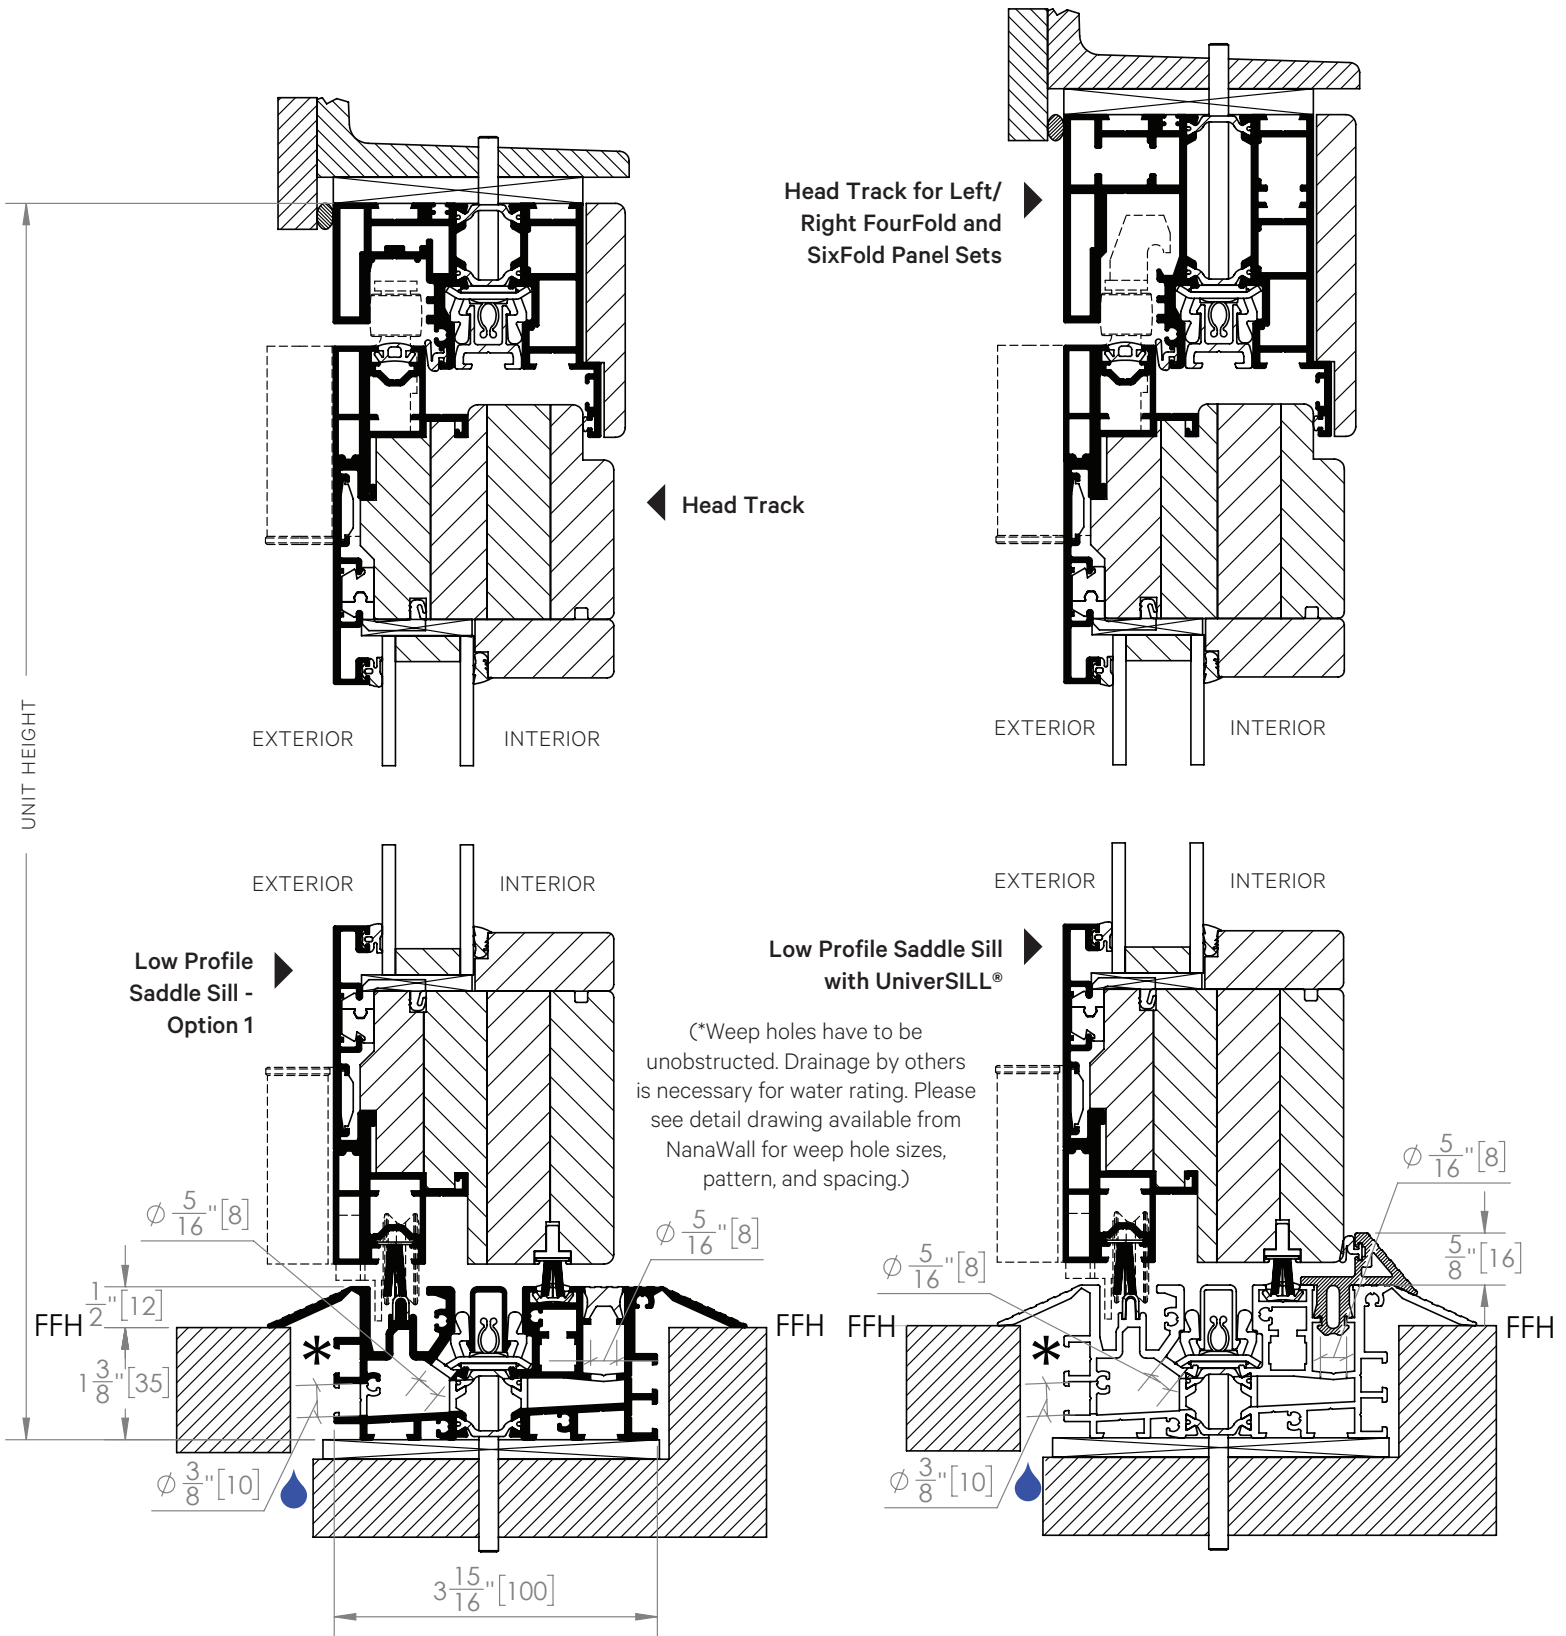 Head Track for Left/
Right FourFold and
SixFold Panel Sets
Head Track
UNIT HEIGHT
EXTERIOR
INTERIOR
EXTERIOR
INTERIOR
EXTERIOR
INTERIOR
EXTERIOR
INTERIOR
Low Profile
Saddle Sill -
Option 1
Low Profile Saddle Sill
with UniverSILL®
(*Weep holes have to be
unobstructed. Drainage by others
is necessary for water rating. Please
see detail drawing available from
NanaWall for weep hole sizes,
pattern, and spacing.)
Ø 5/16"[8]
Ø 5/16"[8]
Ø 5/16"[8]
Ø 5/16"[8]
1/2"[12]
5/8"[16]
FFH
FFH
FFH
FFH
*
*
1 3/8"[35]
Ø 3/8"[10]
Ø 3/8"[10]
3 15/16"[100]